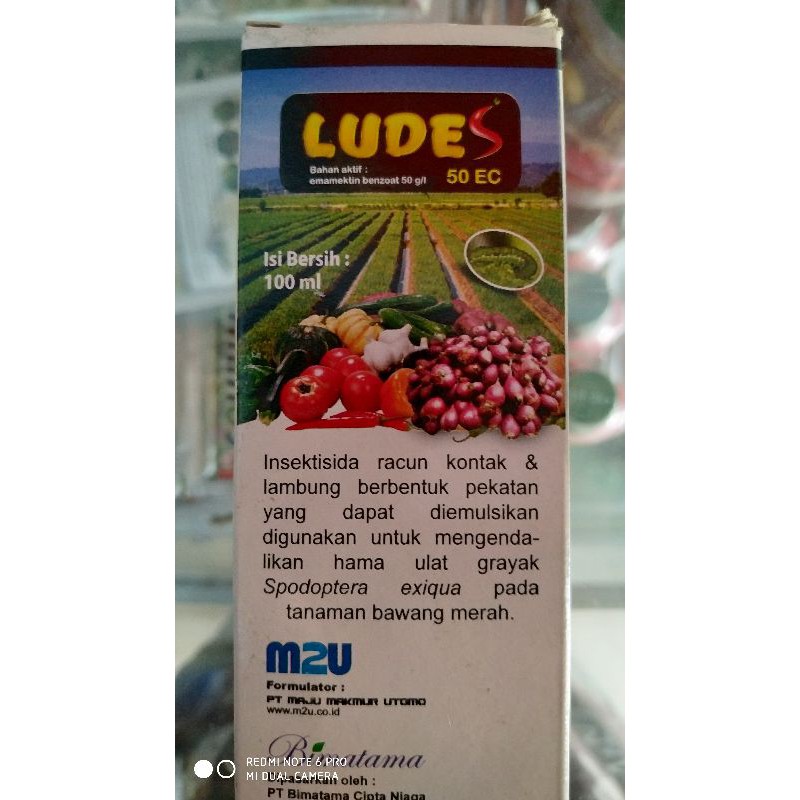 LUDES
Bahan aktif :
emamektin benzoat 50 g/l
50 EC
Isi Bersih :
100 ml
Insektisida racun kontak &
lambung berbentuk pekatan
yang dapat diemulsikan
digunakan untuk mengenda-
likan hama ulat grayak
Spodoptera exiqua pada
tanaman bawang merah.
M2U
Formulator :
PT MAJU MAKMUR UTOMO
www.m2u.co.id
Bimatama
REDMI NOTE 6 PRO
MI DUAL CAMERA
oleh :
PT Bimatama Cipta Niaga